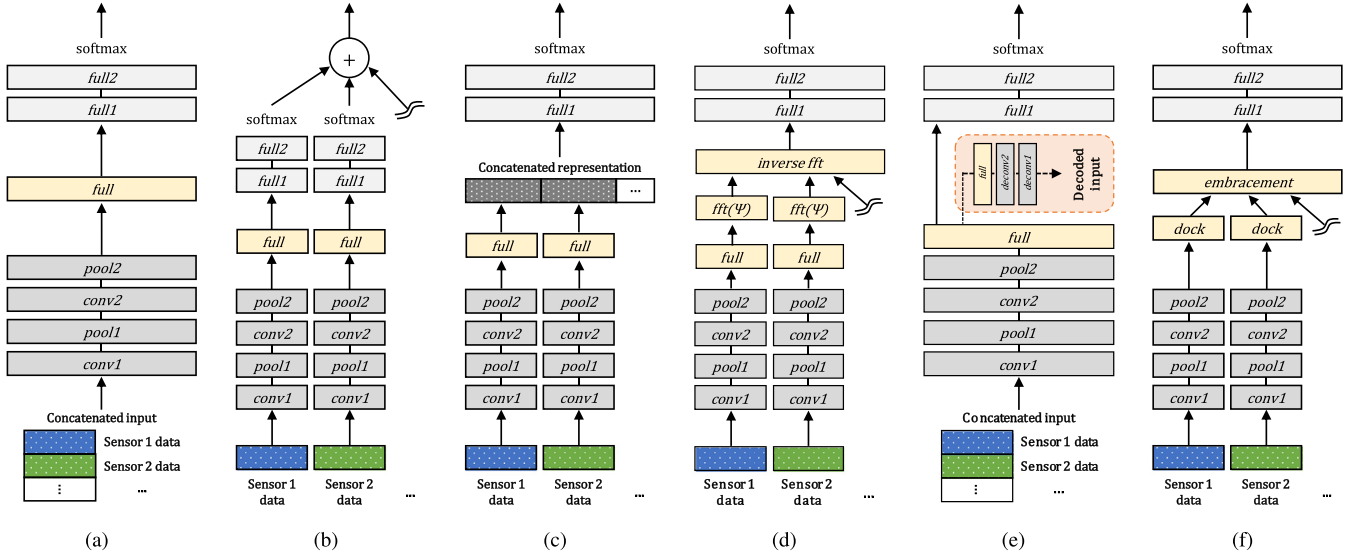 softmax
full2
full1
full
pool2
conv2
pool1
conv1
Concatenated input
Sensor 1 data
Sensor 2 data
⋮ ...
(a)
+
softmax softmax
full2 full2
full1 full1
full full
pool2 pool2
conv2 conv2
pool1 pool1
conv1 conv1
Sensor 1 Sensor 2
data data ...
(b)
softmax
full2
full1
Concatenated representation
...
full full
pool2 pool2
conv2 conv2
pool1 pool1
conv1 conv1
Sensor 1 Sensor 2
data data ...
(c)
softmax
full2
full1
inverse fft
fft(Ψ) fft(Ψ)
full full
pool2 pool2
conv2 conv2
pool1 pool1
conv1 conv1
Sensor 1 Sensor 2
data data ...
(d)
softmax
full2
full1
full
deconv2
deconv1
Decoded
input
full
pool2
conv2
pool1
conv1
Concatenated input
Sensor 1 data
Sensor 2 data
⋮ ...
(e)
softmax
full2
full1
embracement
dock dock
pool2 pool2
conv2 conv2
pool1 pool1
conv1 conv1
Sensor 1 Sensor 2
data data ...
(f)